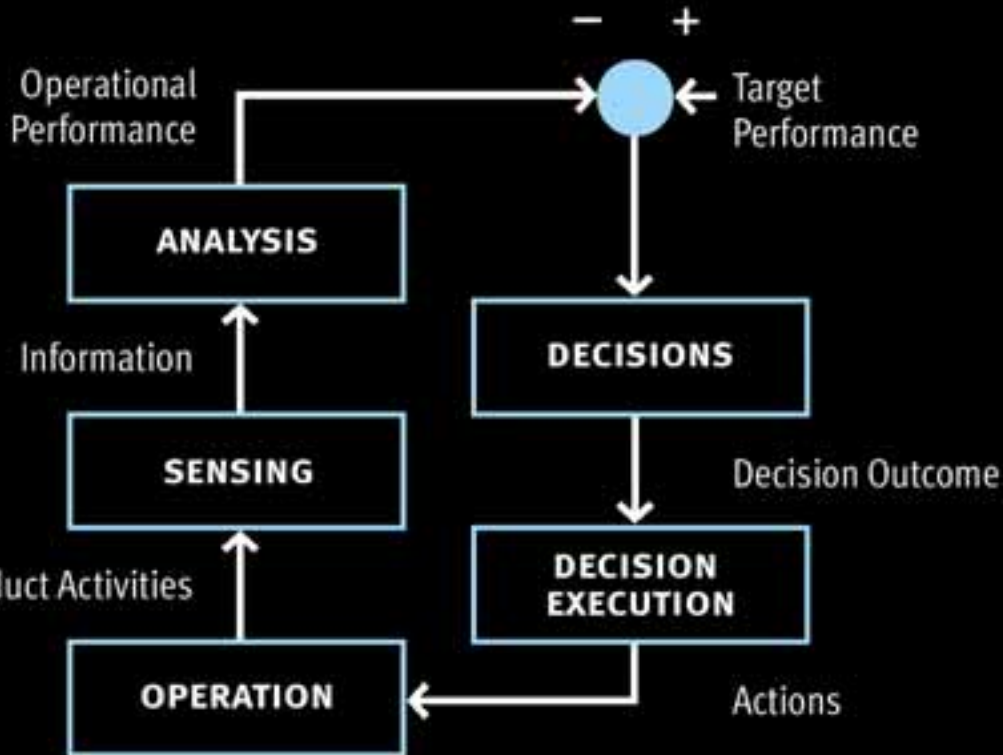 − +
Operational
Performance
Target
Performance
ANALYSIS
Information
DECISIONS
SENSING
Decision Outcome
Activities
DECISION
EXECUTION
OPERATION
Actions